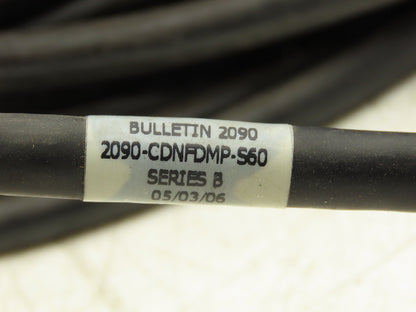 BULLETIN 2090
2090-CDNFDMP-S60
SERIES B
05/03/06